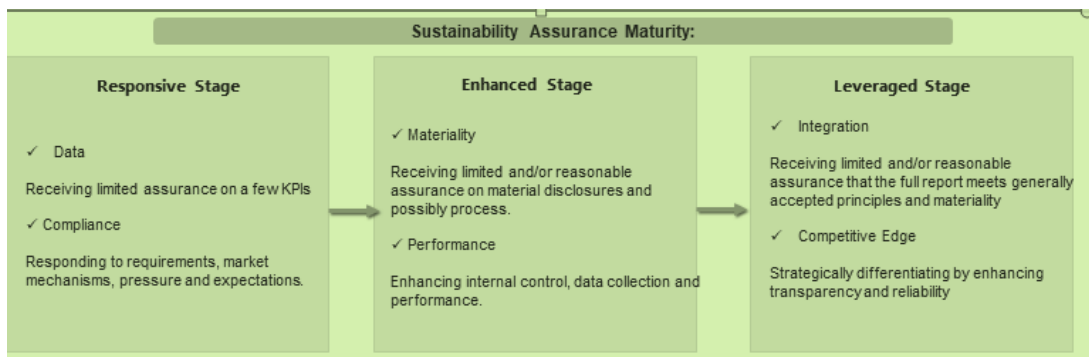 Sustainability Assurance Maturity:
Responsive Stage
✓ Data
Receiving limited assurance on a few KPIs
✓ Compliance
Responding to requirements, market
mechanisms, pressure and expectations.
Enhanced Stage
✓ Materiality
Receiving limited and/or reasonable
assurance on material disclosures and
possibly process.
✓ Performance
Enhancing internal control, data collection and
performance.
Leveraged Stage
✓ Integration
Receiving limited and/or reasonable
assurance that the full report meets generally
accepted principles and materiality
✓ Competitive Edge
Strategically differentiating by enhancing
transparency and reliability